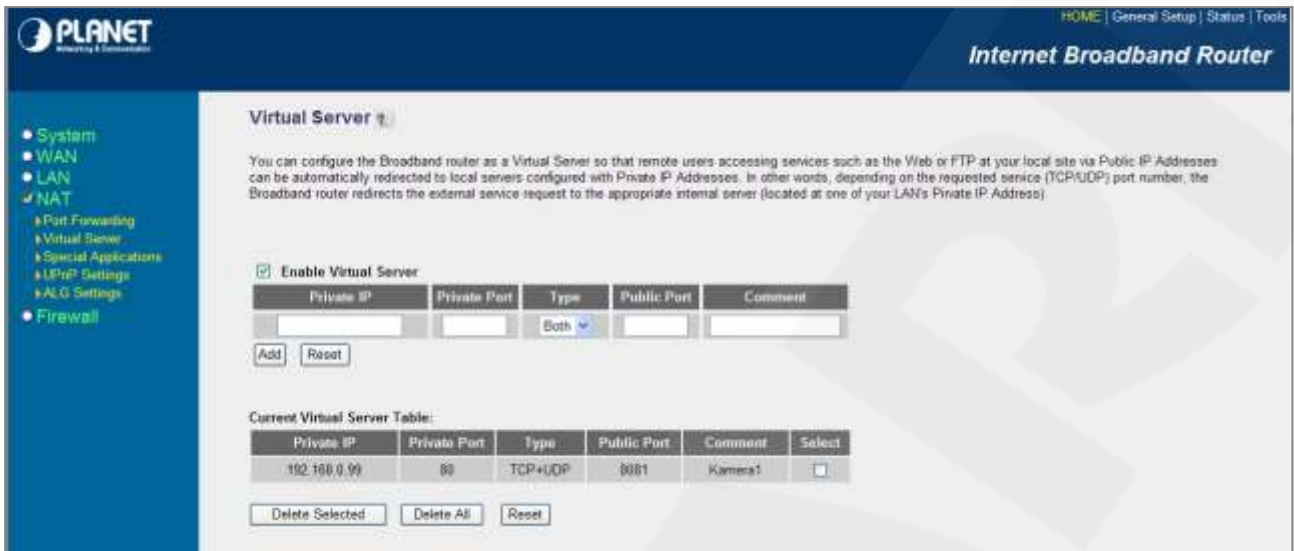 HOME | General Setup | Status | Tools
PLANET
Networking & Communication
Internet Broadband Router
System
WAN
LAN
NAT
Port Forwarding
Virtual Server
Special Applications
UPnP Settings
ALG Settings
Firewall
Virtual Server
You can configure the Broadband router as a Virtual Server so that remote users accessing services such as the Web or FTP at your local site via Public IP Addresses
can be automatically redirected to local servers configured with Private IP Addresses. In other words, depending on the requested service (TCP/UDP) port number, the
Broadband router redirects the external service request to the appropriate internal server (located at one of your LAN's Private IP Address).
Enable Virtual Server
Private IP Private Port Type Public Port Comment
Both
Add Reset
Current Virtual Server Table:
Private IP Private Port Type Public Port Comment Select
192.168.0.99 80 TCP+UDP 8081 Kamera1
Delete Selected Delete All Reset